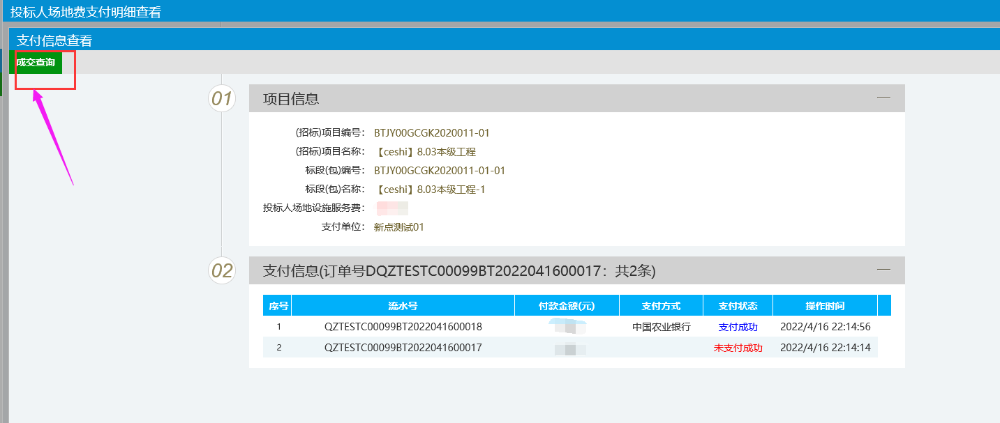 投标人场地费支付明细查看
支付信息查看
成交查询
01
项目信息
(招标)项目编号： BTJY00GCGK2020011-01
(招标)项目名称： 【ceshi】8.03本级工程
标段(包)编号： BTJY00GCGK2020011-01-01
标段(包)名称： 【ceshi】8.03本级工程-1
投标人场地设施服务费：
支付单位： 新点测试01
02
支付信息(订单号DQZTESTC00099BT2022041600017：共2条)
序号 流水号 付款金额(元) 支付方式 支付状态 操作时间
1 QZTESTC00099BT2022041600018 中国农业银行 支付成功 2022/4/16 22:14:56
2 QZTESTC00099BT2022041600017 未支付成功 2022/4/16 22:14:14